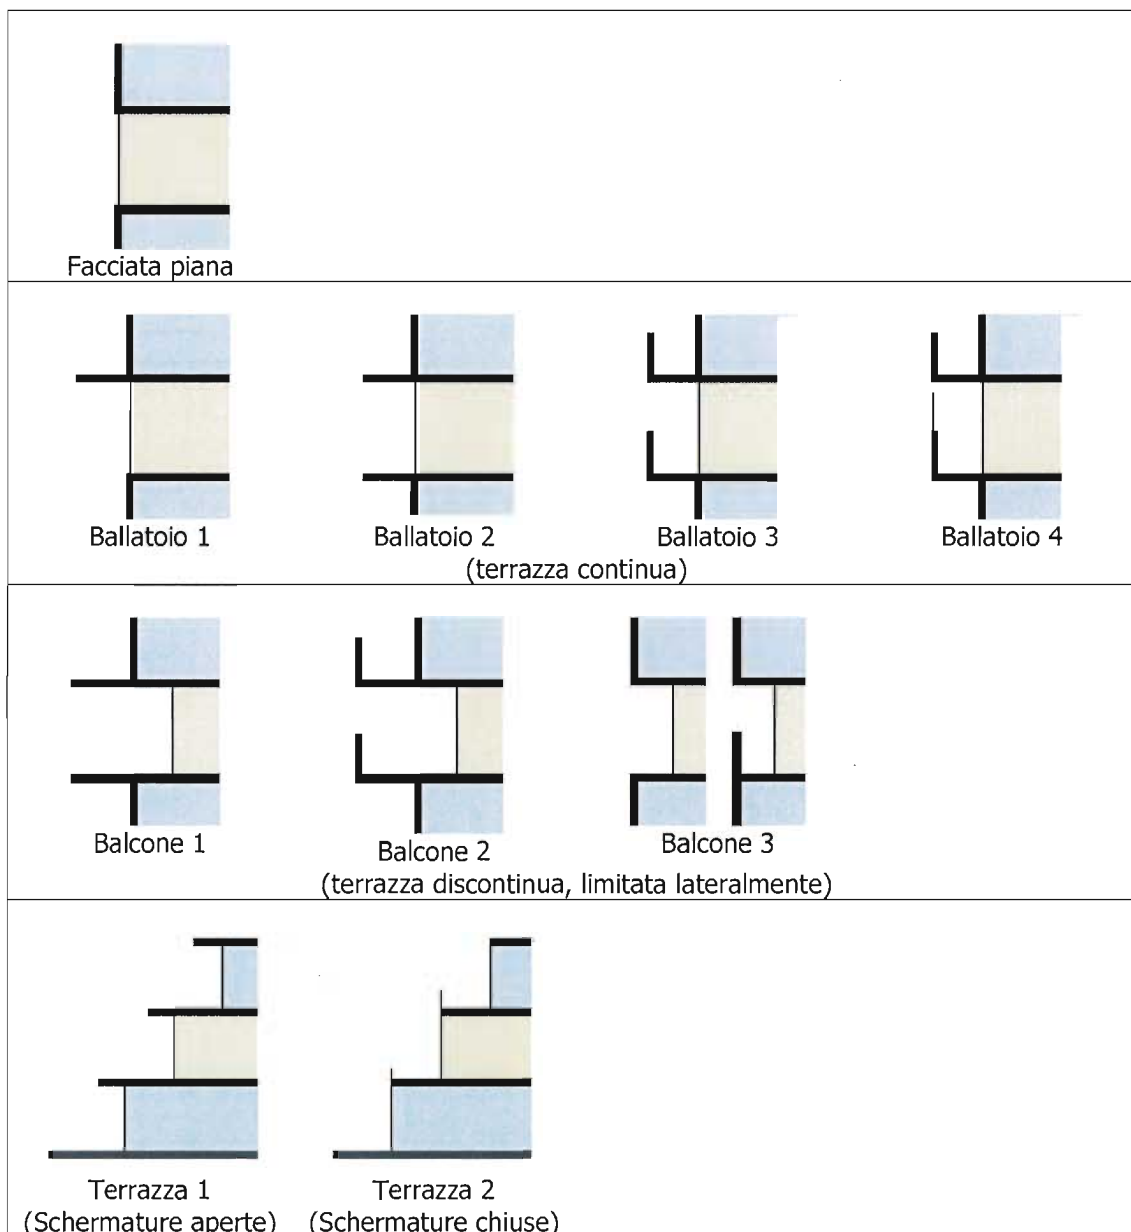 Facciata piana
Ballatoio 1 Ballatoio 2 Ballatoio 3 Ballatoio 4
(terrazza continua)
Balcone 1 Balcone 2 Balcone 3
(terrazza discontinua, limitata lateralmente)
Terrazza 1 Terrazza 2
(Schermature aperte) (Schermature chiuse)